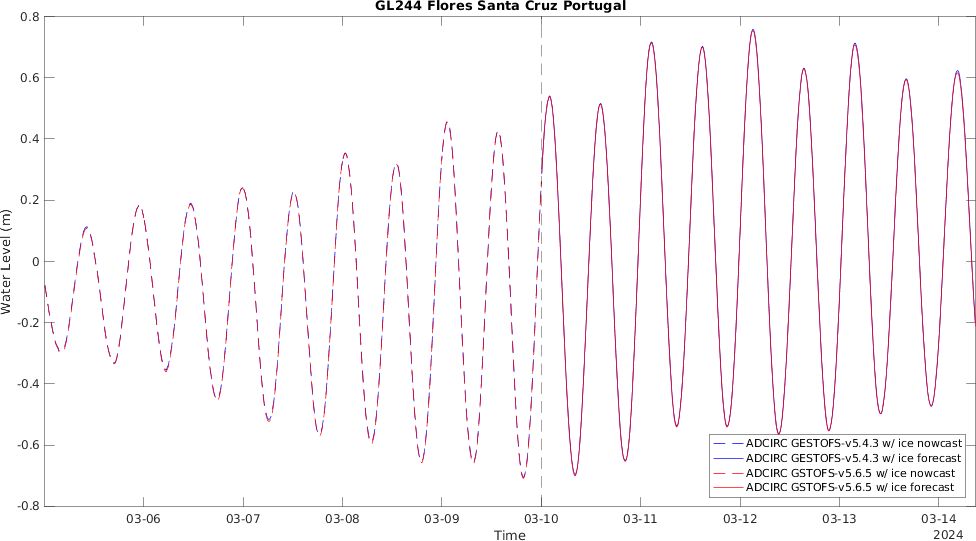 GL244 Flores Santa Cruz Portugal
0.8
0.6
0.4
0.2
0
-0.2
-0.4
-0.6
-0.8
Water Level (m)
ADCIRC GESTOFS-v5.4.3 w/ ice nowcast
ADCIRC GESTOFS-v5.4.3 w/ ice forecast
ADCIRC GSTOFS-v5.6.5 w/ ice nowcast
ADCIRC GSTOFS-v5.6.5 w/ ice forecast
03-06 03-07 03-08 03-09 03-10 03-11 03-12 03-13 03-14
Time
2024